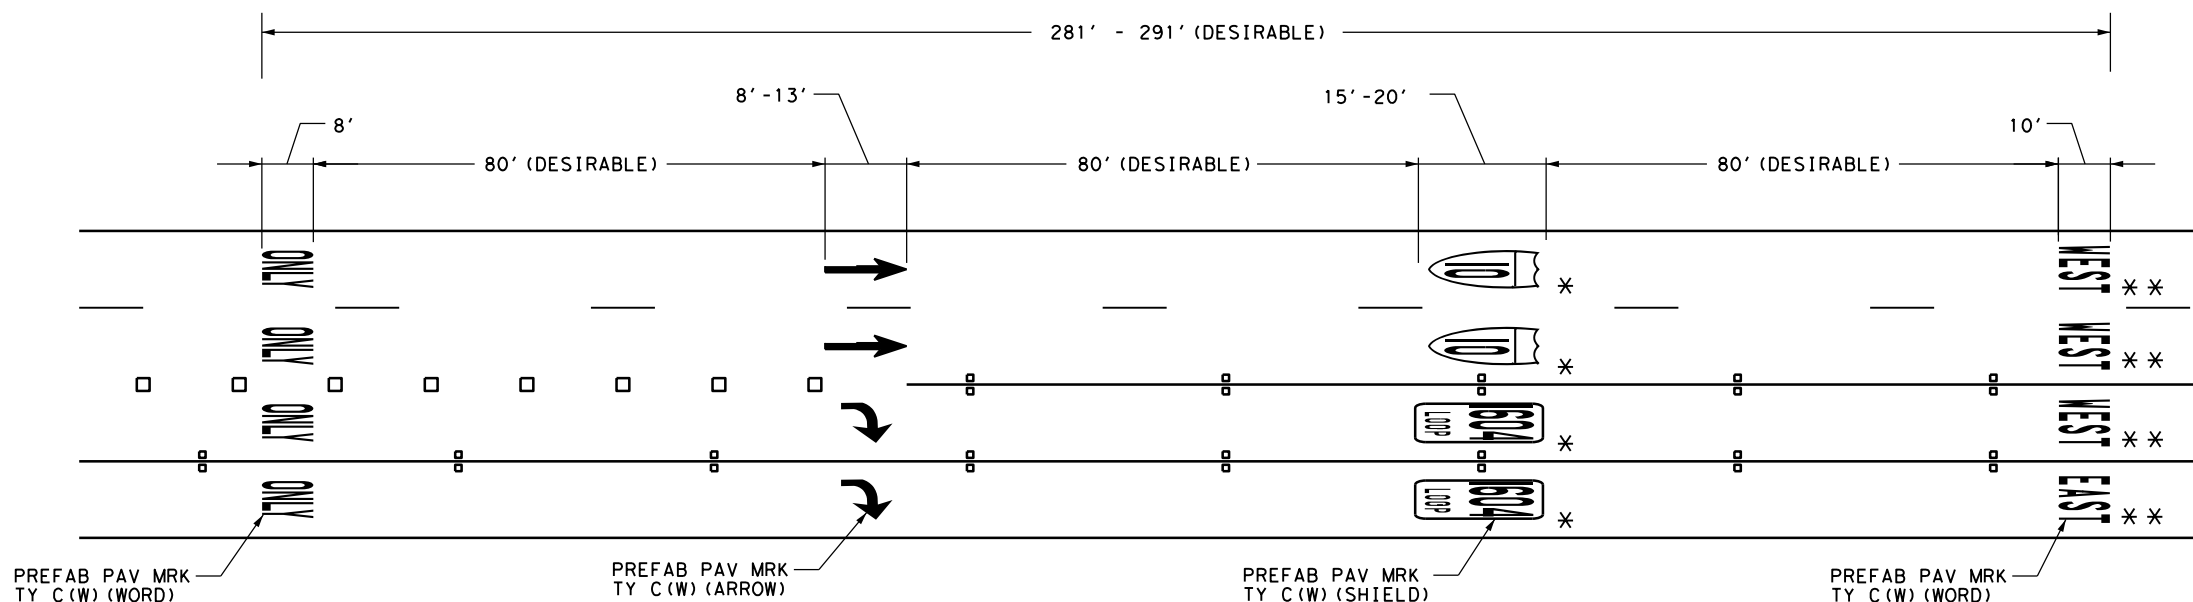 281' - 291' (DESIRABLE)
8'-13'
15'-20'
8'
10'
80' (DESIRABLE)
80' (DESIRABLE)
80' (DESIRABLE)
ONLY
10
*
WEST
**
ONLY
10
*
WEST
**
ONLY
1604
LOOP
*
WEST
**
ONLY
1604
LOOP
*
EAST
**
PREFAB PAV MRK
TY C(W) (WORD)
PREFAB PAV MRK
TY C(W) (ARROW)
PREFAB PAV MRK
TY C(W) (SHIELD)
PREFAB PAV MRK
TY C(W) (WORD)